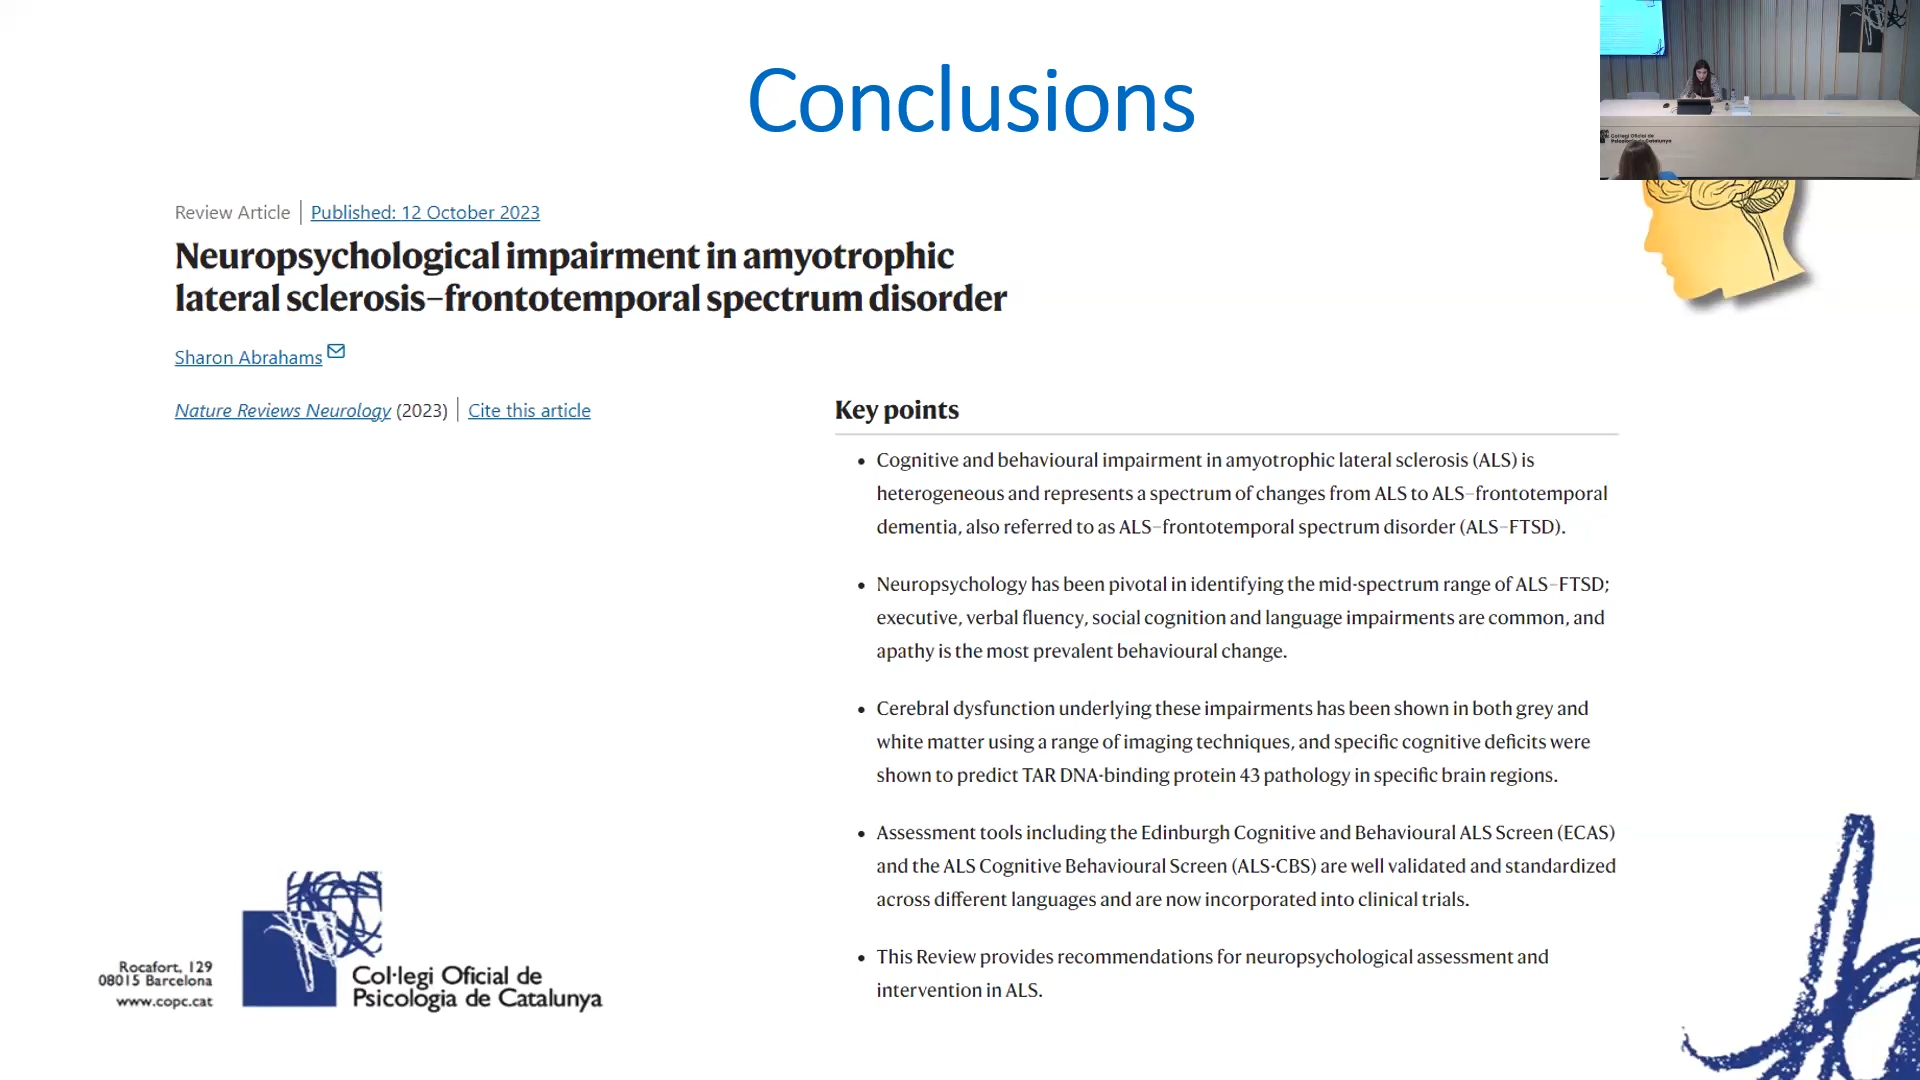 Conclusions
Review Article | Published: 12 October 2023
Neuropsychological impairment in amyotrophic
lateral sclerosis–frontotemporal spectrum disorder
Sharon Abrahams
Nature Reviews Neurology (2023) | Cite this article
Key points
• Cognitive and behavioural impairment in amyotrophic lateral sclerosis (ALS) is
heterogeneous and represents a spectrum of changes from ALS to ALS–frontotemporal
dementia, also referred to as ALS–frontotemporal spectrum disorder (ALS–FTSD).
• Neuropsychology has been pivotal in identifying the mid-spectrum range of ALS–FTSD;
executive, verbal fluency, social cognition and language impairments are common, and
apathy is the most prevalent behavioural change.
• Cerebral dysfunction underlying these impairments has been shown in both grey and
white matter using a range of imaging techniques, and specific cognitive deficits were
shown to predict TAR DNA-binding protein 43 pathology in specific brain regions.
• Assessment tools including the Edinburgh Cognitive and Behavioural ALS Screen (ECAS)
and the ALS Cognitive Behavioural Screen (ALS-CBS) are well validated and standardized
across different languages and are now incorporated into clinical trials.
• This Review provides recommendations for neuropsychological assessment and
intervention in ALS.
Rocafort, 129
08015 Barcelona
www.copc.cat
Col·legi Oficial de
Psicologia de Catalunya
Col·legi Oficial de
Psicologia de Catalunya